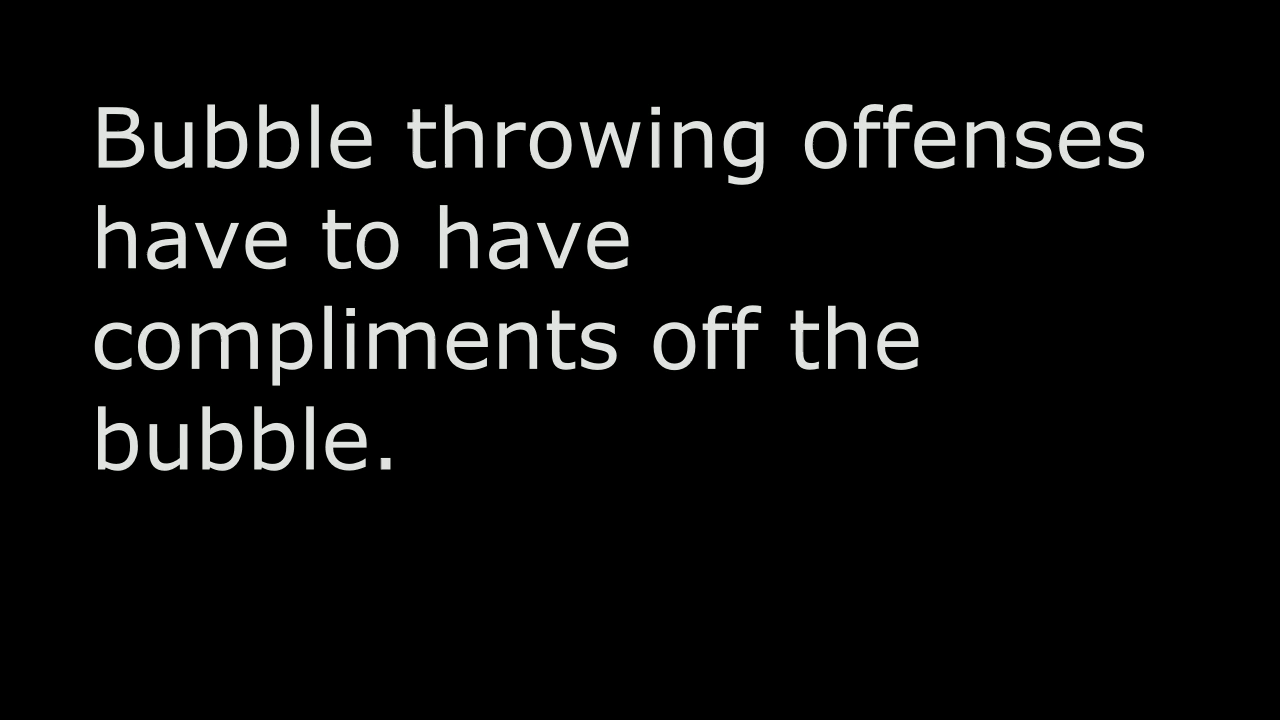 Bubble throwing offenses
have to have
compliments off the
bubble.